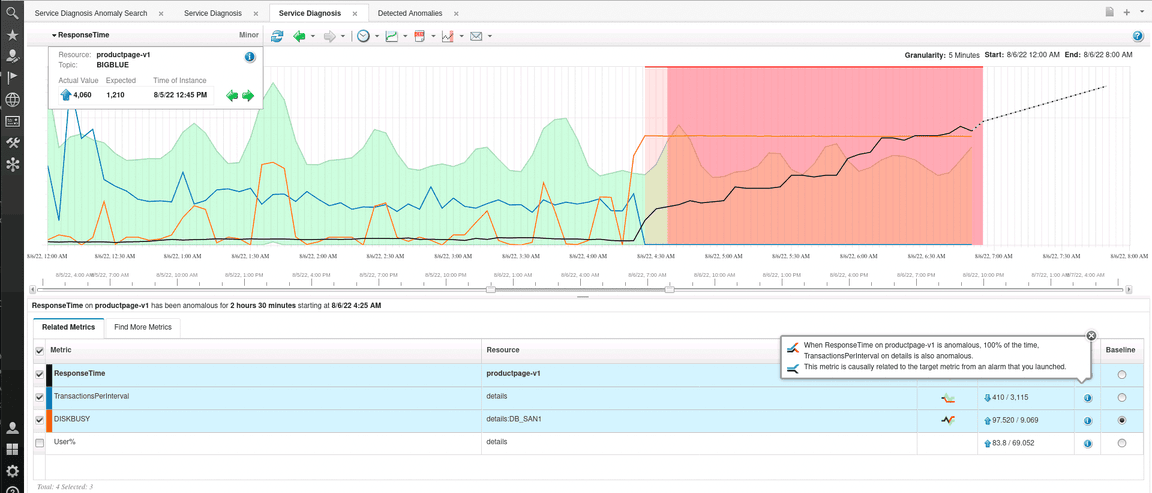 Service Diagnosis Anomaly Search
Service Diagnosis
Service Diagnosis
Detected Anomalies
ResponseTime
Minor
Resource: productpage-v1
Topic: BIGBLUE
Actual Value Expected Time of Instance
4,060 1,210 8/5/22 12:45 PM
Granularity: 5 Minutes Start: 8/6/22 12:00 AM End: 8/6/22 8:00 AM
8/6/22, 12:00 AM 8/6/22, 12:30 AM 8/6/22, 1:00 AM 8/6/22, 1:30 AM 8/6/22, 2:00 AM 8/6/22, 2:30 AM 8/6/22, 3:00 AM 8/6/22, 3:30 AM 8/6/22, 4:00 AM 8/6/22, 4:30 AM 8/6/22, 5:00 AM 8/6/22, 5:30 AM 8/6/22, 6:00 AM 8/6/22, 6:30 AM 8/6/22, 7:00 AM 8/6/22, 7:30 AM 8/6/22, 8:00 AM
8/5/22, 4:00 AM 8/5/22, 7:00 AM 8/5/22, 10:00 AM 8/5/22, 1:00 PM 8/5/22, 4:00 PM 8/5/22, 7:00 PM 8/5/22, 10:00 PM 8/6/22, 1:00 AM 8/6/22, 4:00 AM 8/6/22, 7:00 AM 8/6/22, 10:00 AM 8/6/22, 1:00 PM 8/6/22, 4:00 PM 8/6/22, 7:00 PM 8/6/22, 10:00 PM 8/7/22, 1:00 AM 8/7/22, 4:00 AM
ResponseTime on productpage-v1 has been anomalous for 2 hours 30 minutes starting at 8/6/22 4:25 AM
Related Metrics
Find More Metrics
When ResponseTime on productpage-v1 is anomalous, 100% of the time,
TransactionsPerInterval on details is also anomalous.
This metric is causally related to the target metric from an alarm that you launched.
Metric Resource Baseline
ResponseTime productpage-v1
TransactionsPerInterval details 410 / 3,115
DISKBUSY details:DB_SAN1 97.520 / 9.069
User% details 83.8 / 69.052
Total: 4 Selected: 3